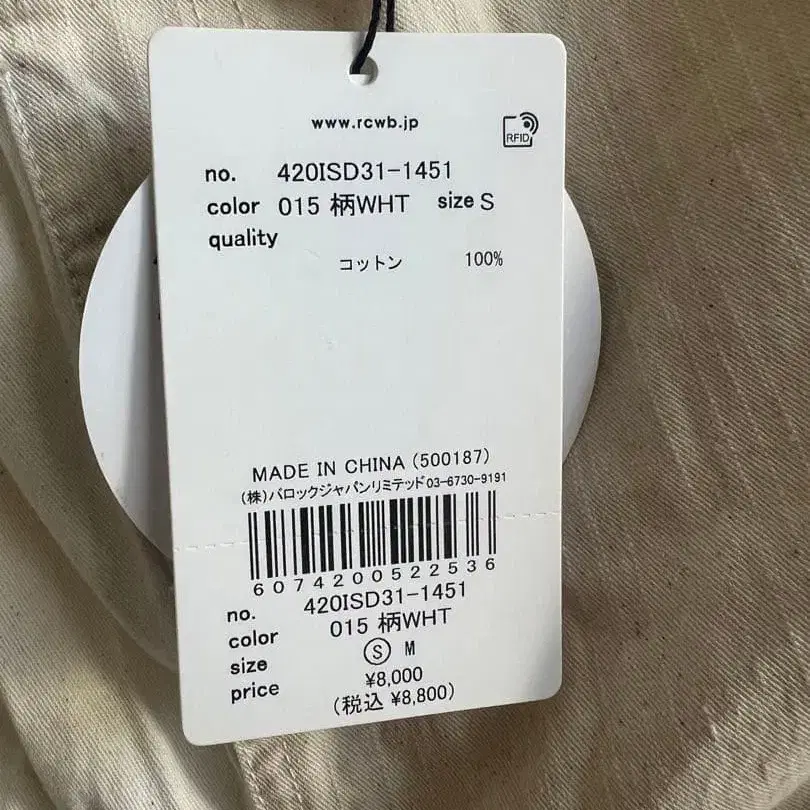 www.rcwb.jp
RFID
no. 420ISD31-1451
color 015 柄WHT size S
quality
コットン 100%
MADE IN CHINA (500187)
(株)バロックジャパンリミテッド03-6730-9191
6074200522536
no. 420ISD31-1451
color 015 柄WHT
size S M
price ¥8,000
(税込 ¥8,800)